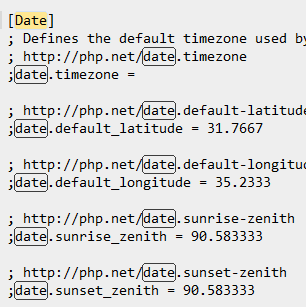 [Date]
; Defines the default timezone used by
; http://php.net/date.timezone
;date.timezone =
; http://php.net/date.default-latitude
;date.default_latitude = 31.7667
; http://php.net/date.default-longitu
;date.default_longitude = 35.2333
; http://php.net/date.sunrise-zenith
;date.sunrise_zenith = 90.583333
; http://php.net/date.sunset-zenith
;date.sunset_zenith = 90.583333